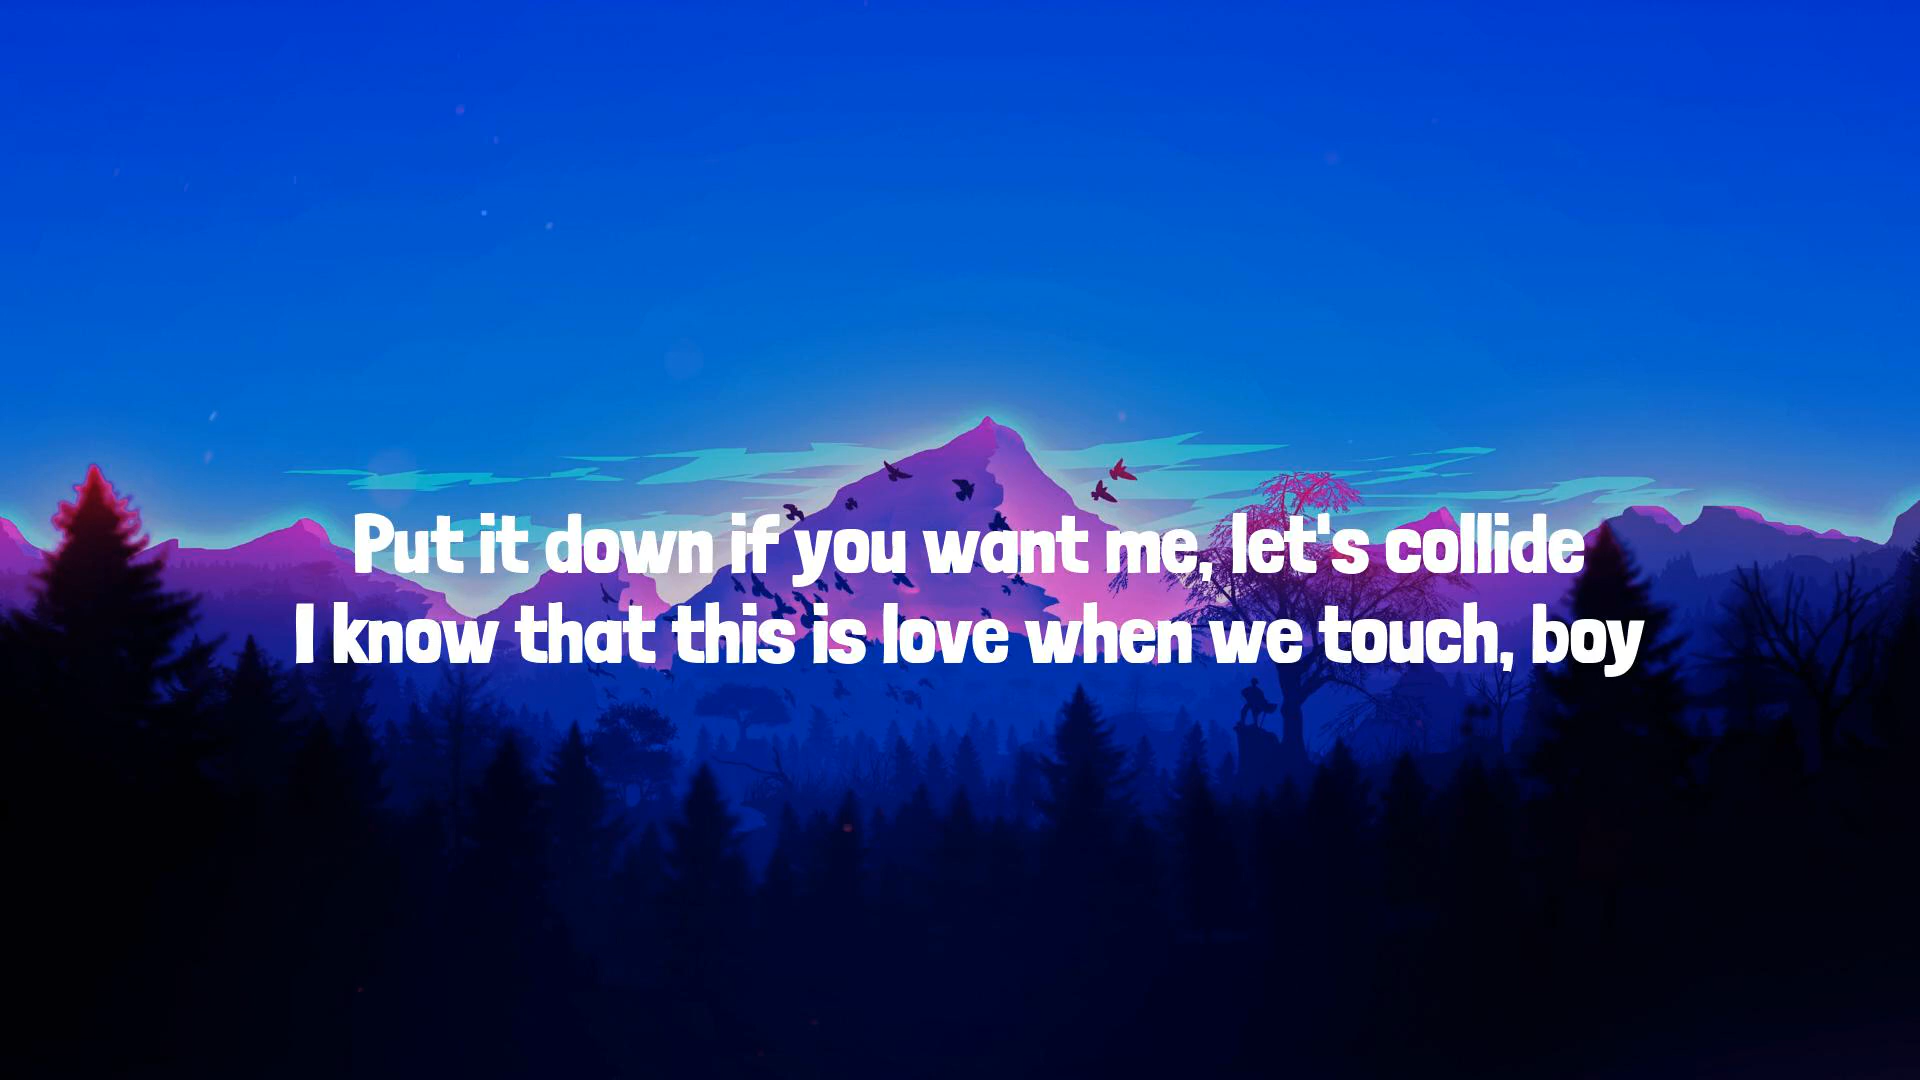 Put it down if you want me, let's collide
I know that this is love when we touch, boy